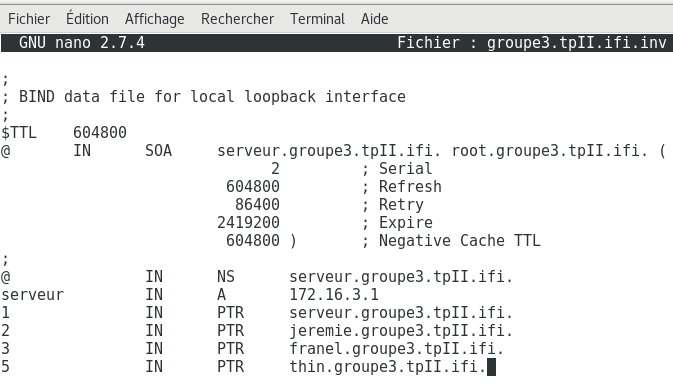 Fichier Édition Affichage Rechercher Terminal Aide
GNU nano 2.7.4 Fichier : groupe3.tpII.ifi.inv
;
; BIND data file for local loopback interface
;
$TTL 604800
@ IN SOA serveur.groupe3.tpII.ifi. root.groupe3.tpII.ifi. (
2 ; Serial
604800 ; Refresh
86400 ; Retry
2419200 ; Expire
604800 ) ; Negative Cache TTL
;
@ IN NS serveur.groupe3.tpII.ifi.
serveur IN A 172.16.3.1
1 IN PTR serveur.groupe3.tpII.ifi.
2 IN PTR jeremie.groupe3.tpII.ifi.
3 IN PTR franel.groupe3.tpII.ifi.
5 IN PTR thin.groupe3.tpII.ifi.